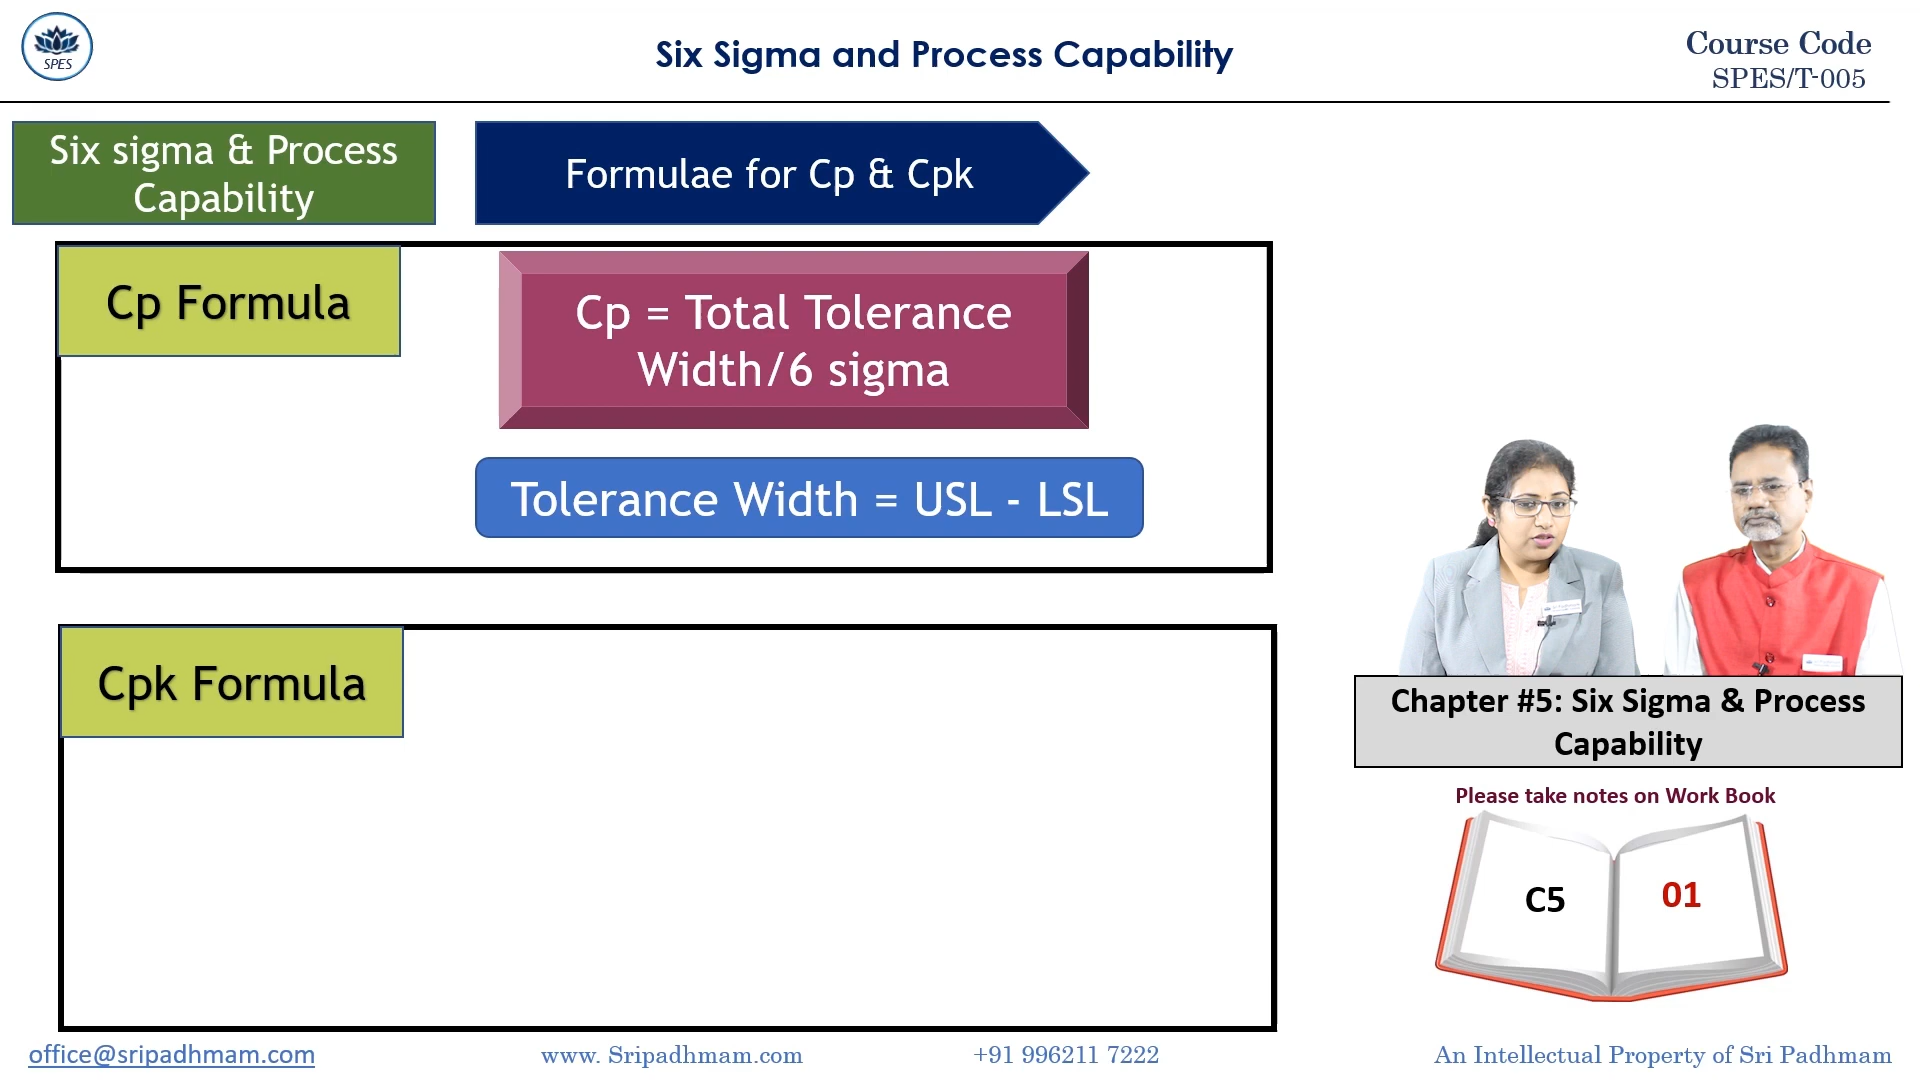 SPES
Six Sigma and Process Capability
Course Code
SPES/T-005
Six sigma & Process
Capability
Formulae for Cp & Cpk
Cp Formula
Cp = Total Tolerance
Width/6 sigma
Tolerance Width = USL - LSL
Cpk Formula
Chapter #5: Six Sigma & Process
Capability
Please take notes on Work Book
C5
01
office@sripadhmam.com
www. Sripadhmam.com
+91 996211 7222
An Intellectual Property of Sri Padhmam